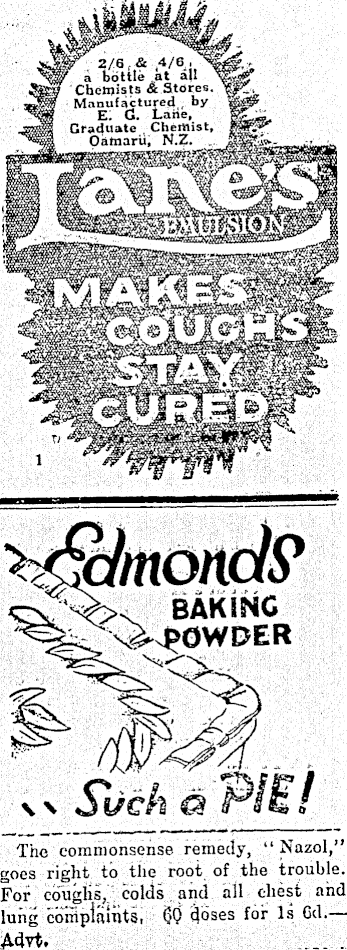 2/6 & 4/6
a bottle at all
Chemists & Stores.
Manufactured by
E. G. Lane,
Graduate Chemist,
Oamaru, N.Z.
Lane's
EMULSION
MAKES
COUGHS
STAY
CURED
1
Edmonds
BAKING
POWDER
Such a PIE!
The commonsense remedy, "Nazol,"
goes right to the root of the trouble.
For coughs, colds and all chest and
lung complaints, 60 doses for 1s 6d.—
Advt.